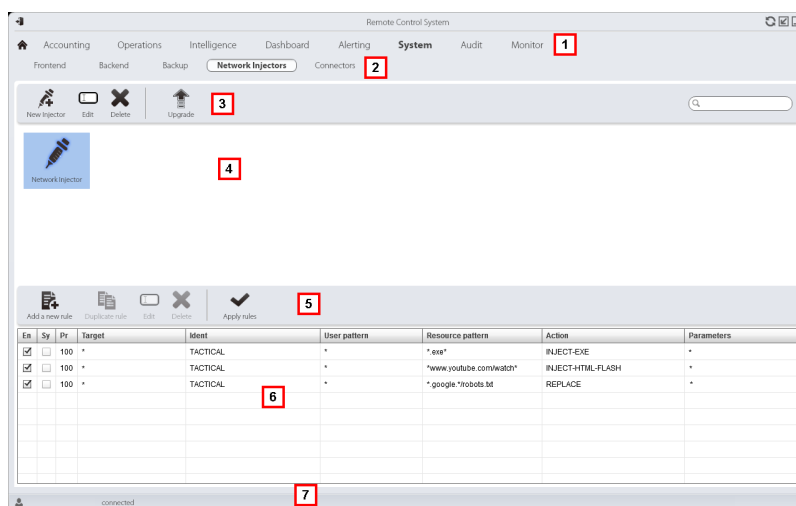 Remote Control System
Accounting Operations Intelligence Dashboard Alerting System Audit Monitor 1
Frontend Backend Backup Network Injectors Connectors 2
New Injector Edit Delete Upgrade 3
4
Network Injector
Add a new rule Duplicate rule Edit Delete Apply rules 5
En Sy Pr Target Ident User pattern Resource pattern Action Parameters
100 * TACTICAL * *.exe* INJECT-EXE *
100 * TACTICAL * *www.youtube.com/watch* INJECT-HTML-FLASH *
100 * TACTICAL * *.google.*/robots.txt REPLACE *
6
7
connected